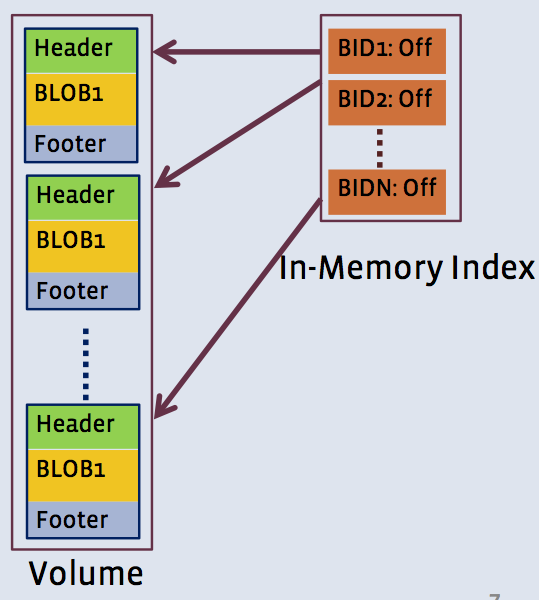 Header
BLOB1
Footer
Header
BLOB1
Footer
Header
BLOB1
Footer
Volume
BID1: Off
BID2: Off
BIDN: Off
In-Memory Index